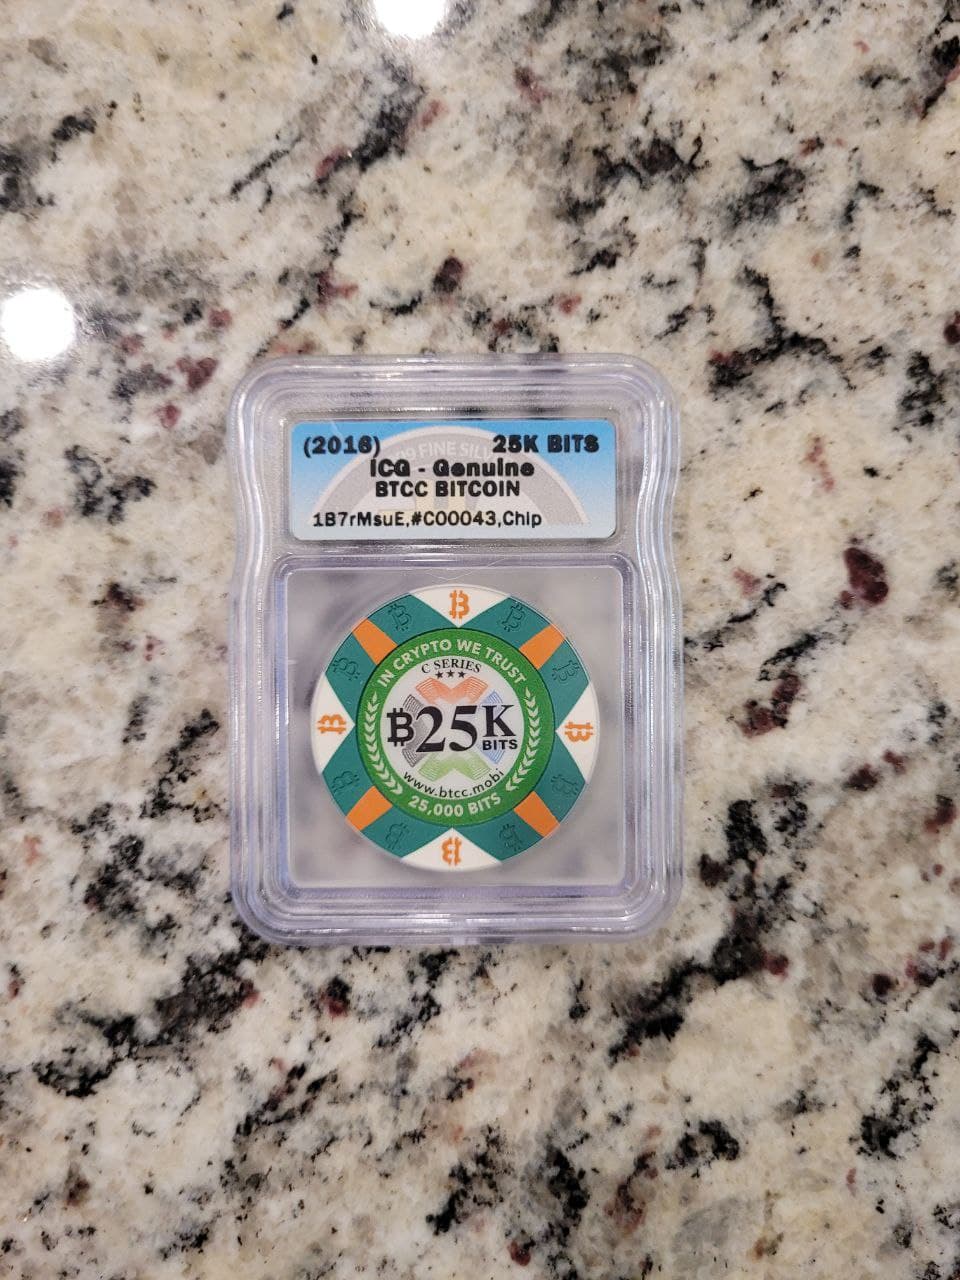 (2016) 25K BITS
ICG - Genuine
BTCC BITCOIN
1B7rMsuE,#C00043,Chip
IN CRYPTO WE TRUST
C SERIES
₿25K
BITS
www.btcc.mobi
25,000 BITS